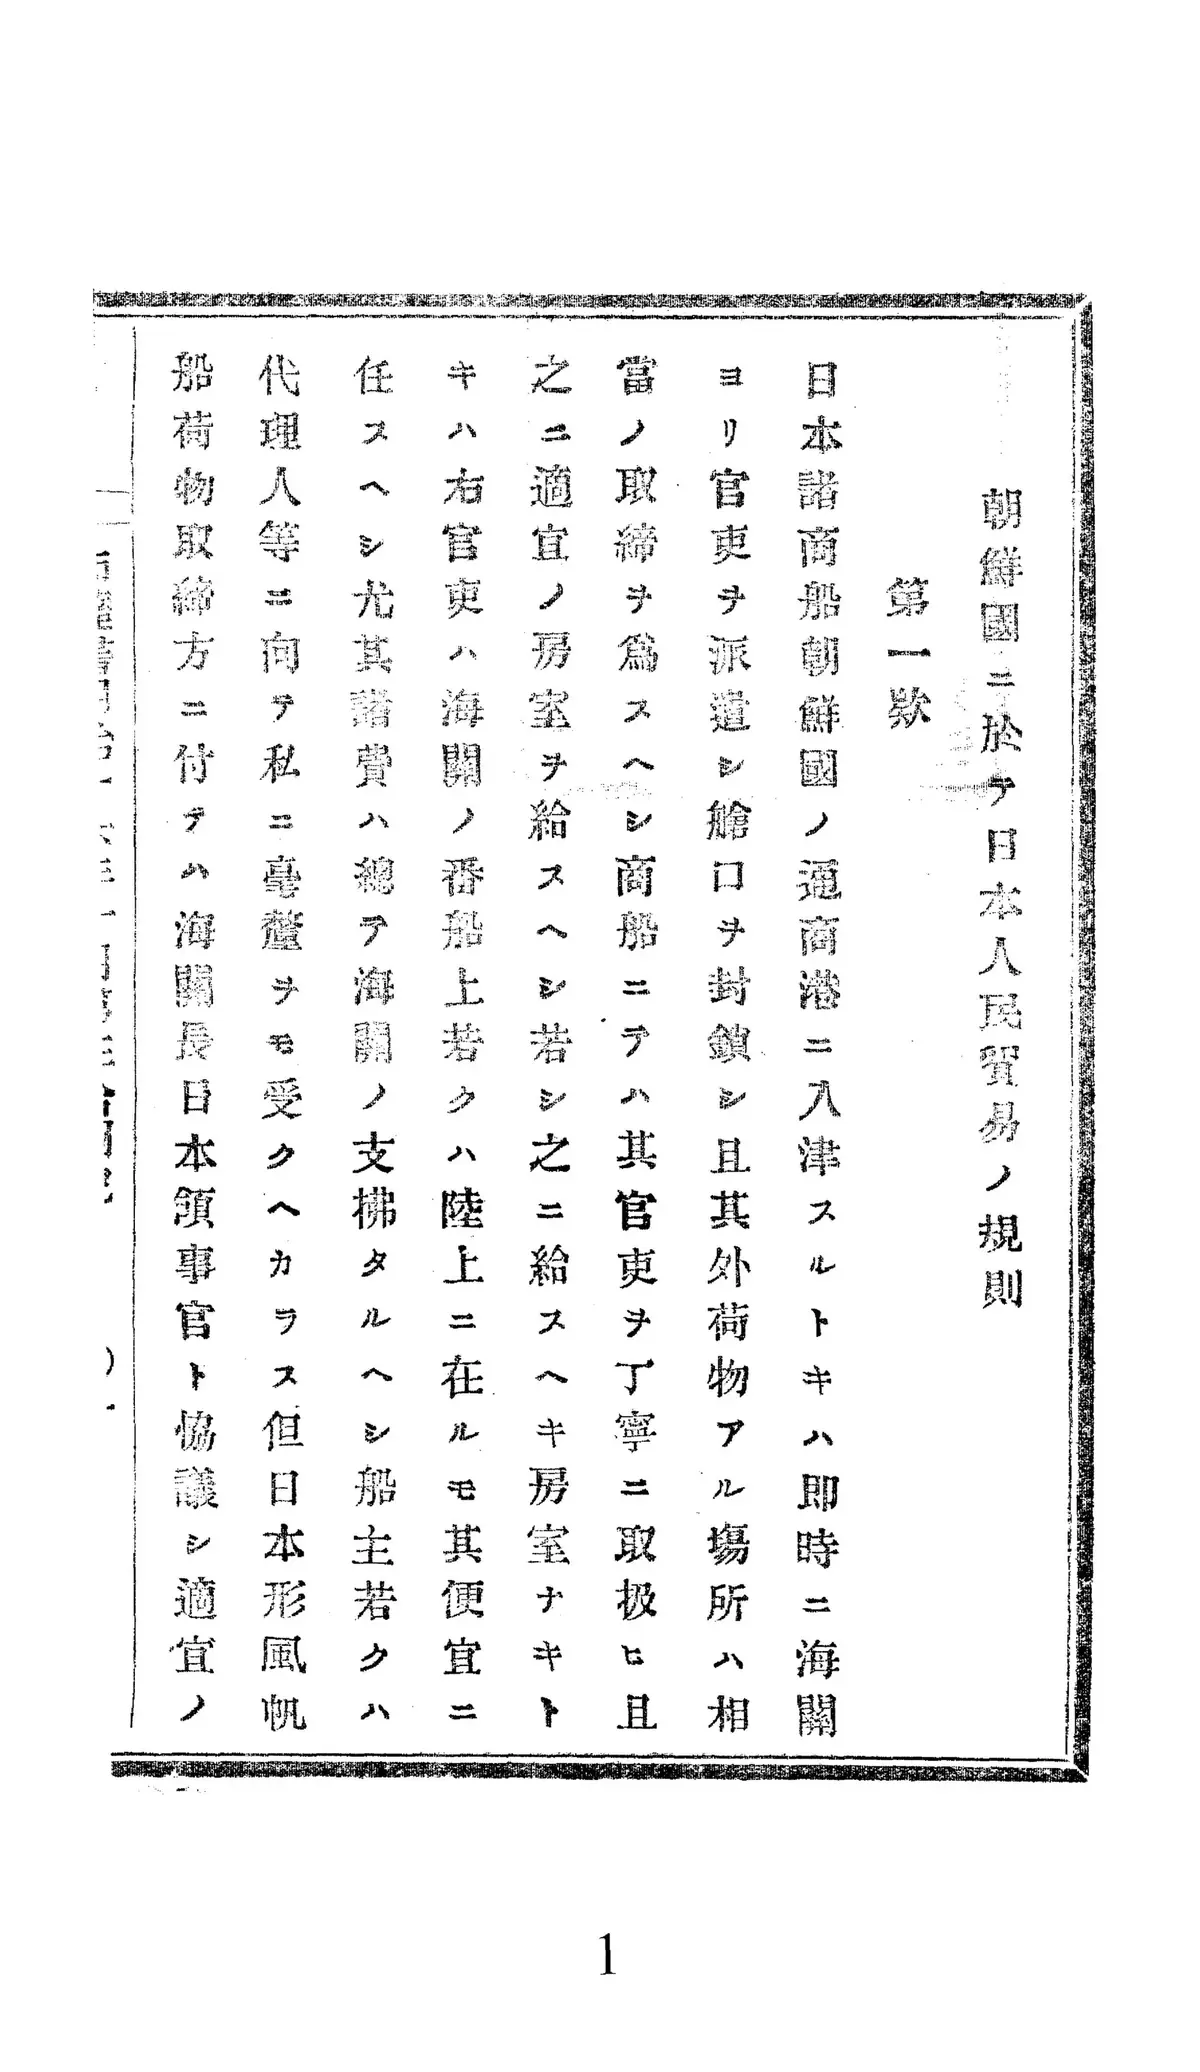 朝鮮國ニ於テ日本人民貿易ノ規則
第一欵
日本諸商船朝鮮國ノ通商港ニ入津スルトキハ即時ニ海關
ヨリ官吏ヲ派遣シ艙口ヲ封鎖シ且其外荷物アル塲所ハ相
當ノ取締ヲ爲スヘシ商船ニテハ其官吏ヲ丁寧ニ取扱ヒ且
之ニ適宜ノ房室ヲ給スヘシ若シ之ニ給スヘキ房室ナキト
キハ右官吏ハ海關ノ番船上若クハ陸上ニ在ルモ其便宜ニ
任スヘシ尤其諸費ハ總テ海關ノ支拂タルヘシ船主若クハ
代理人等ニ向テ私ニ毫釐ヲモ受クヘカラス但日本形風帆
船荷物取締方ニ付テハ海關長日本領事官ト恊議シ適宜ノ
1